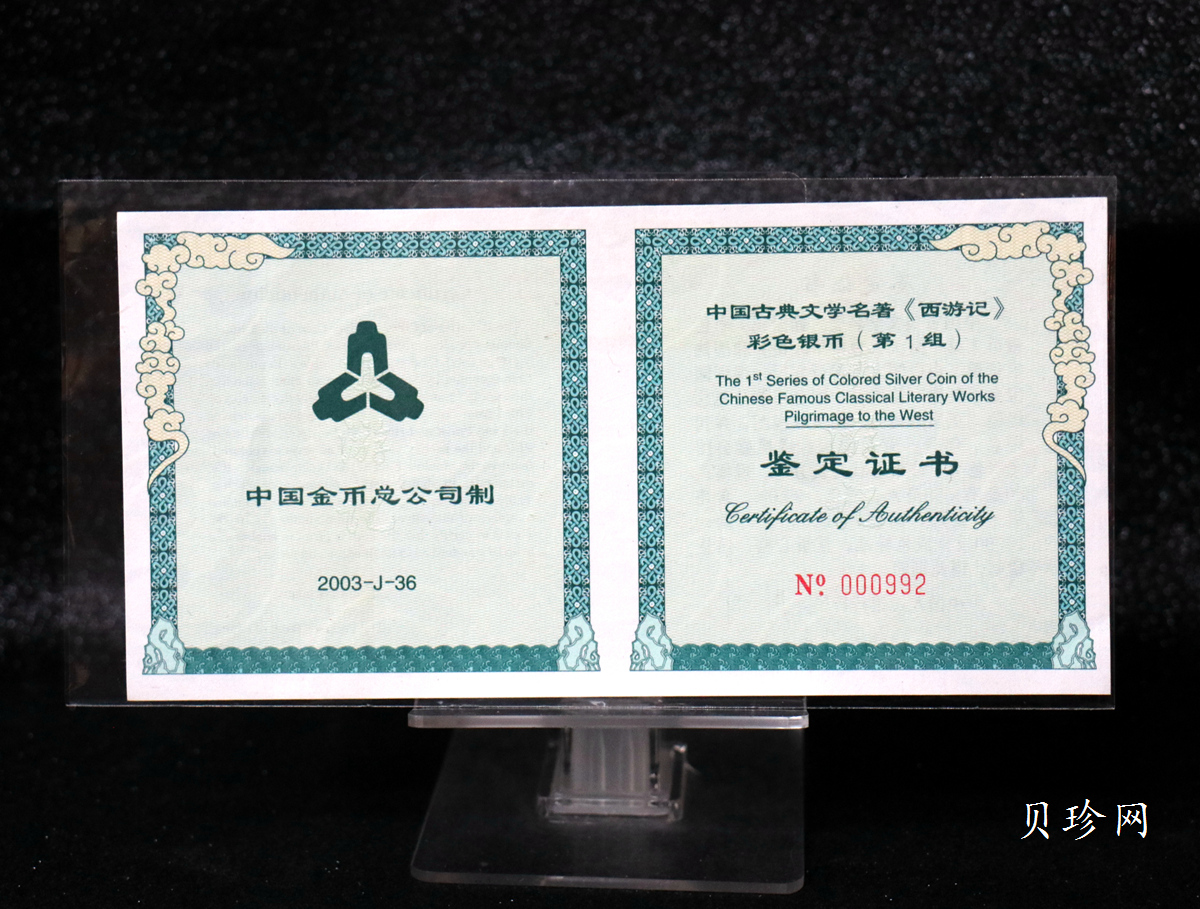 中国金币总公司制
2003-J-36
中国古典文学名著《西游记》
彩色银币（第1组）
The 1st Series of Colored Silver Coin of the
Chinese Famous Classical Literary Works
Pilgrimage to the West
鉴定证书
Certificate of Authenticity
Nº 000992
贝珍网